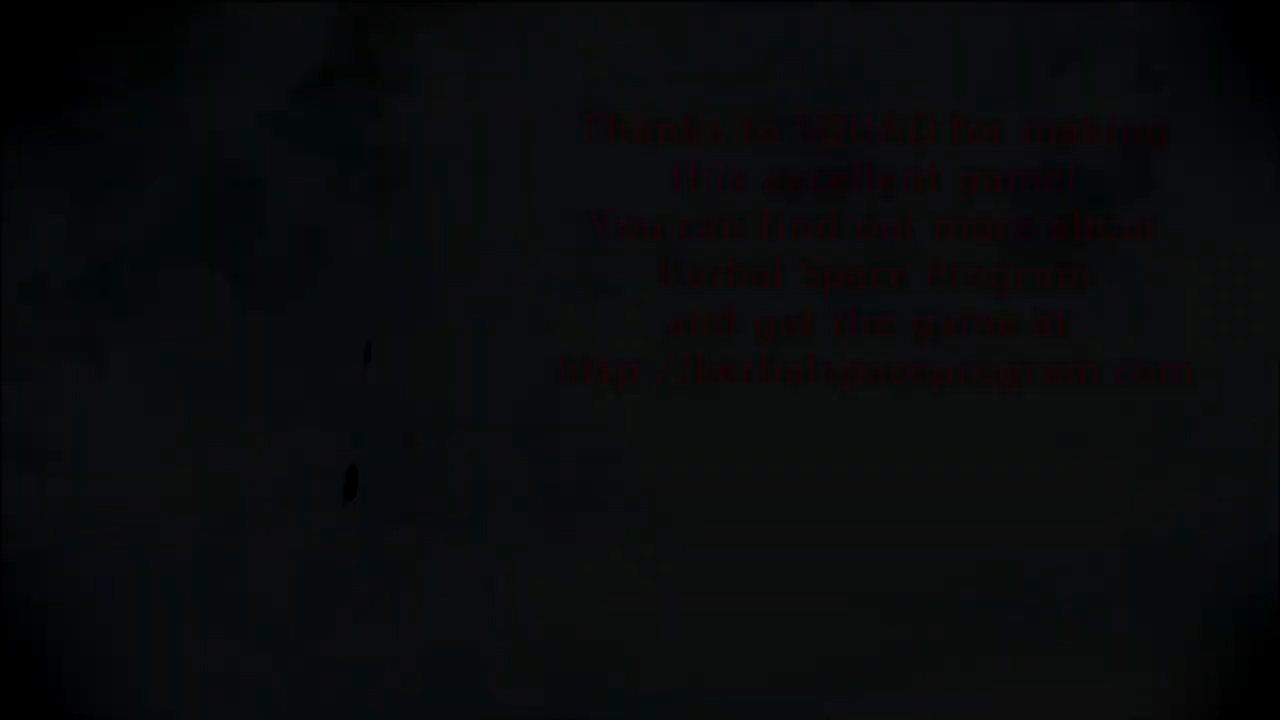 Thanks to SQUAD for making
this excellent game!
You can find out more about
Kerbal Space Program
and get the game at
http://kerbalspaceprogram.com